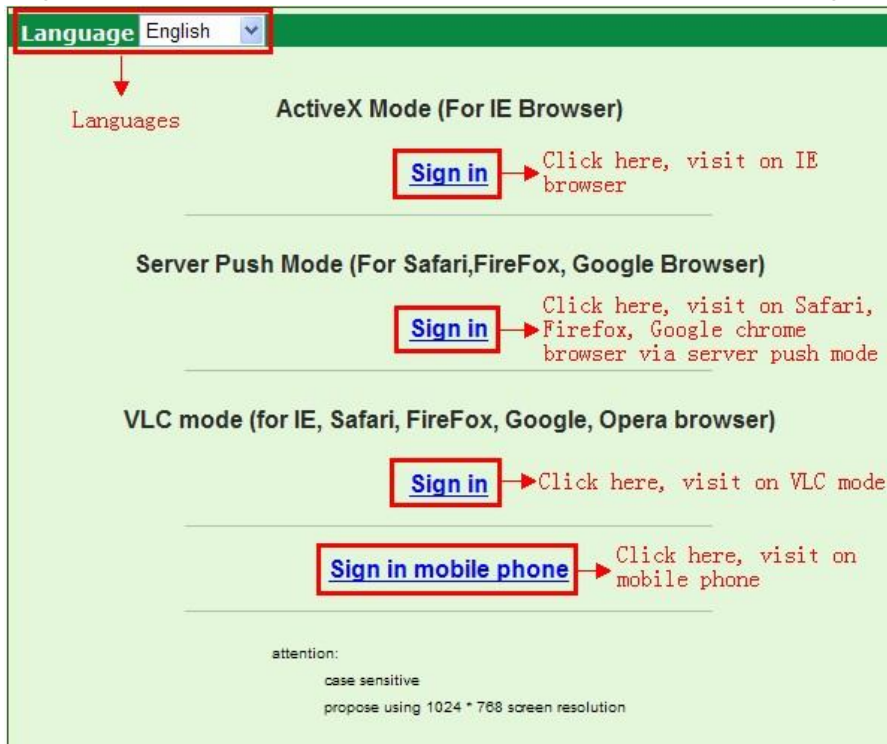 Language English
Languages
ActiveX Mode (For IE Browser)
Sign in
Click here, visit on IE
browser
Server Push Mode (For Safari,FireFox, Google Browser)
Sign in
Click here, visit on Safari,
Firefox, Google chrome
browser via server push mode
VLC mode (for IE, Safari, FireFox, Google, Opera browser)
Sign in
Click here, visit on VLC mode
Sign in mobile phone
Click here, visit on
mobile phone
attention:
case sensitive
propose using 1024 * 768 screen resolution